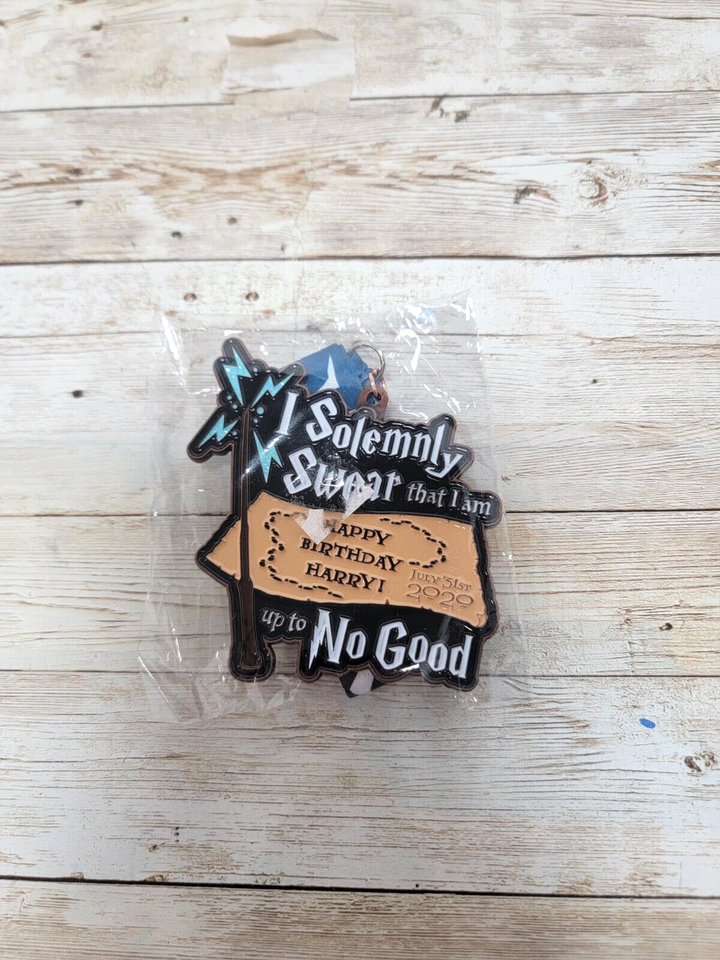 I Solemnly
Swear that I am
HAPPY
BIRTHDAY
HARRY!
JULY 31ST
2020
up to No Good